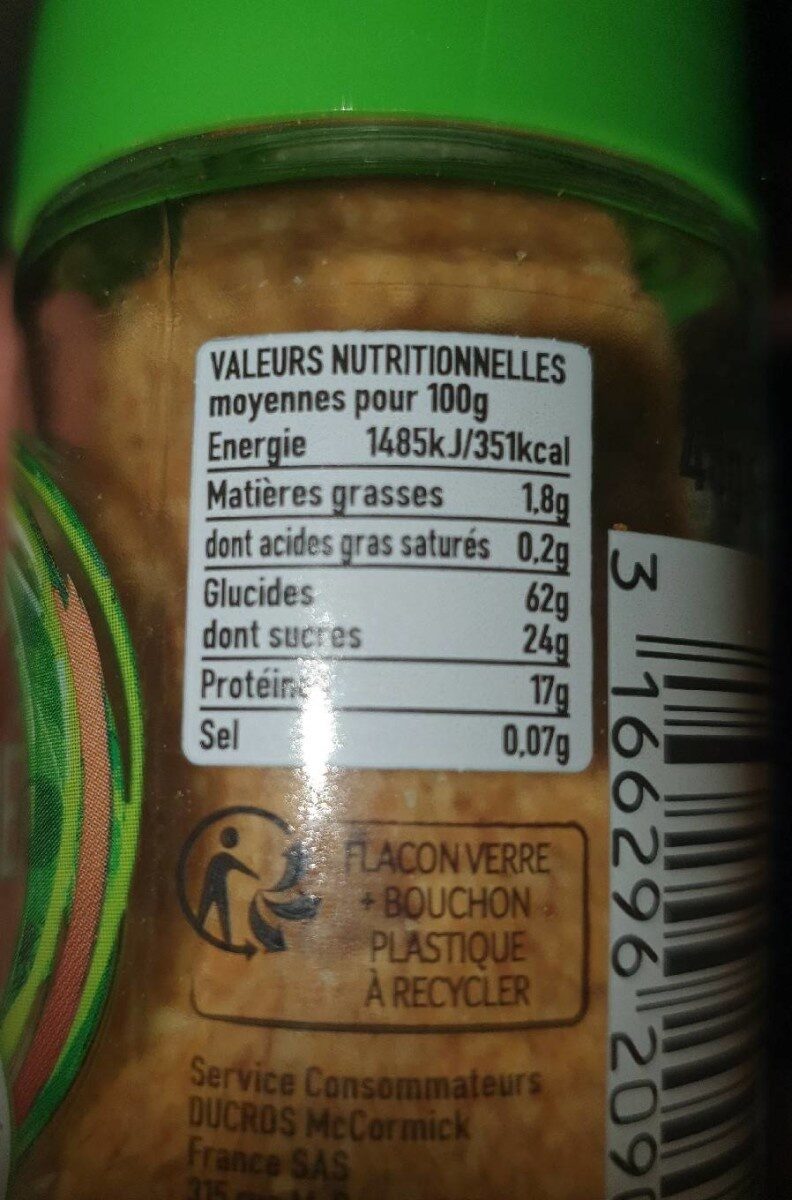 VALEURS NUTRITIONNELLES
moyennes pour 100g
Energie 1485kJ/351kcal
Matières grasses 1,8g
dont acides gras saturés 0,2g
Glucides 62g
dont sucres 24g
Protéin 17g
Sel 0,07g
FLACON VERRE
+ BOUCHON
PLASTIQUE
À RECYCLER
Service Consommateurs
DUCROS McCormick
France SAS
315
3 166296 209